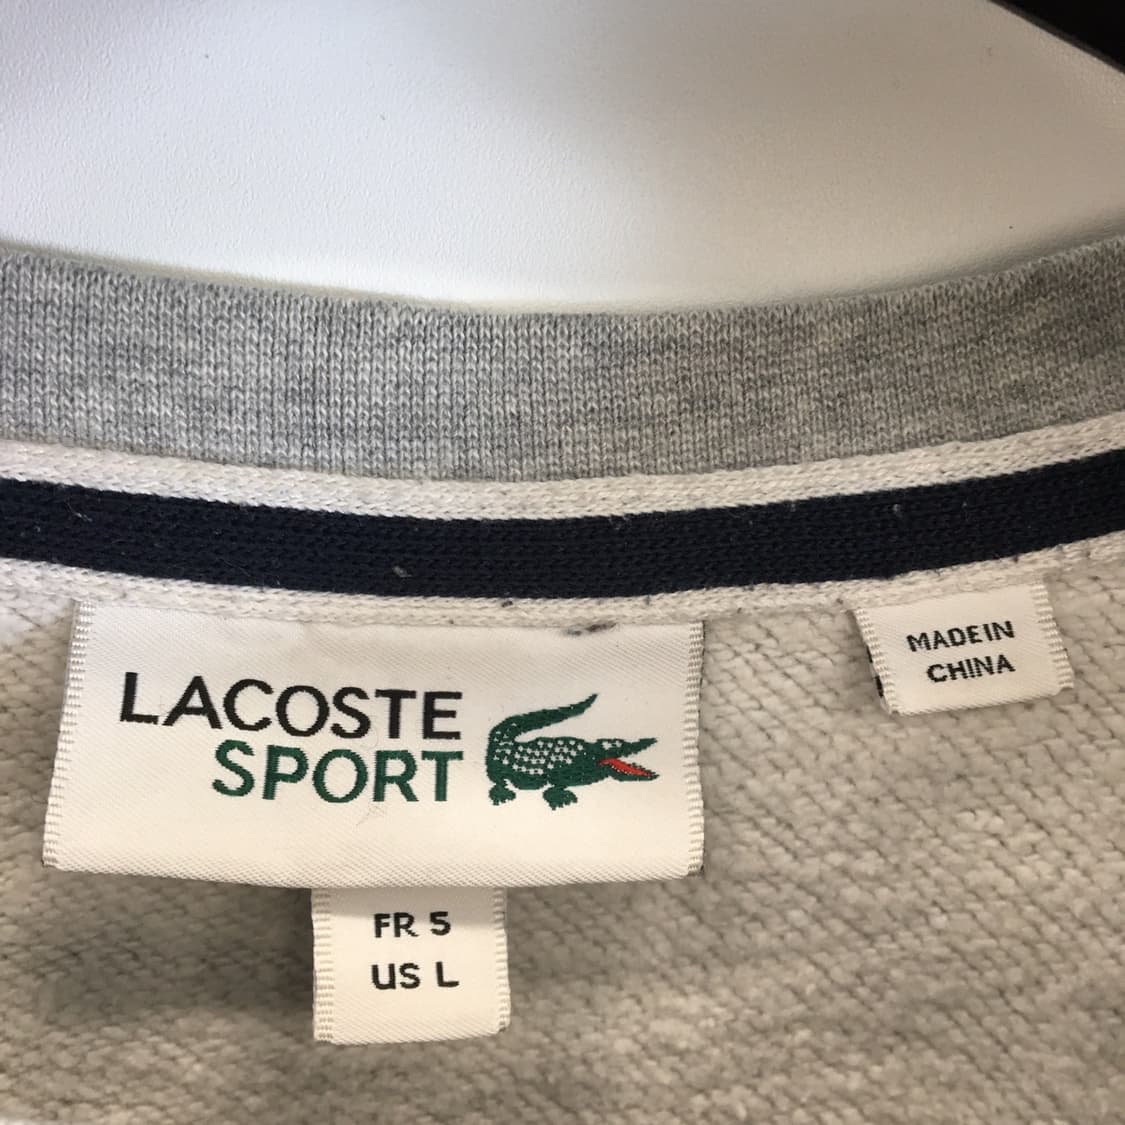 LACOSTE
SPORT
FR 5
US L
MADE IN
CHINA